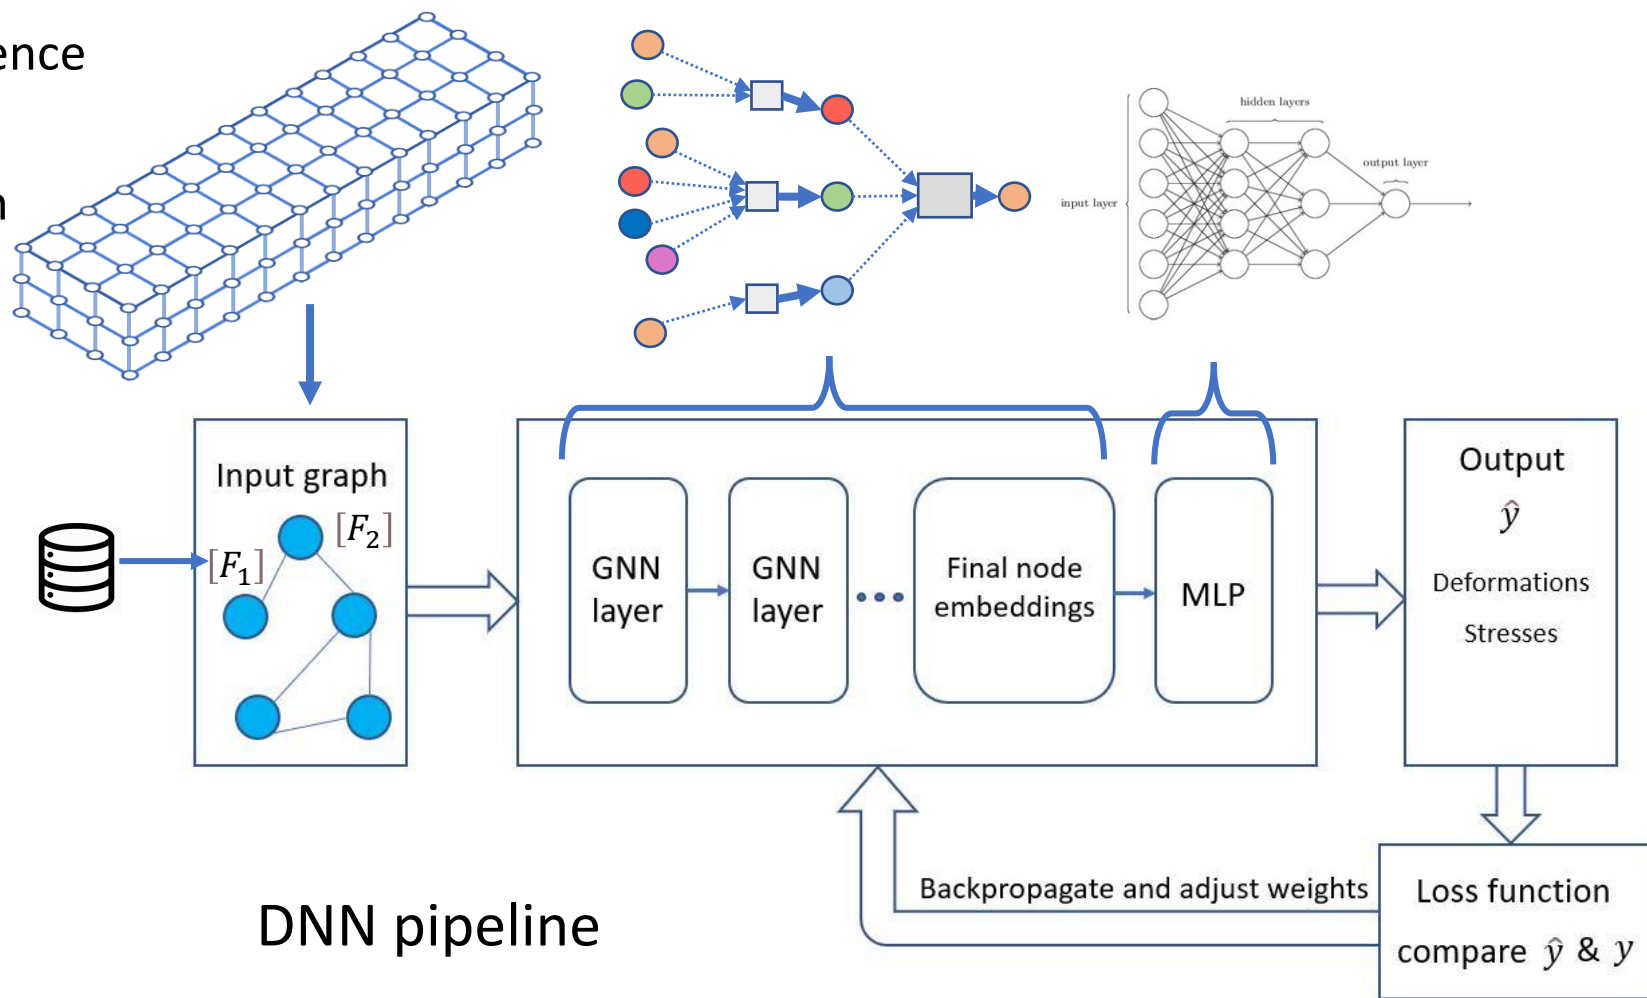 hidden layers
output layer
input layer
Input graph
[F₁]
[F₂]
GNN
layer
GNN
layer
Final node
embeddings
MLP
Output
ŷ
Deformations
Stresses
Backpropagate and adjust weights
Loss function
compare ŷ & y
DNN pipeline